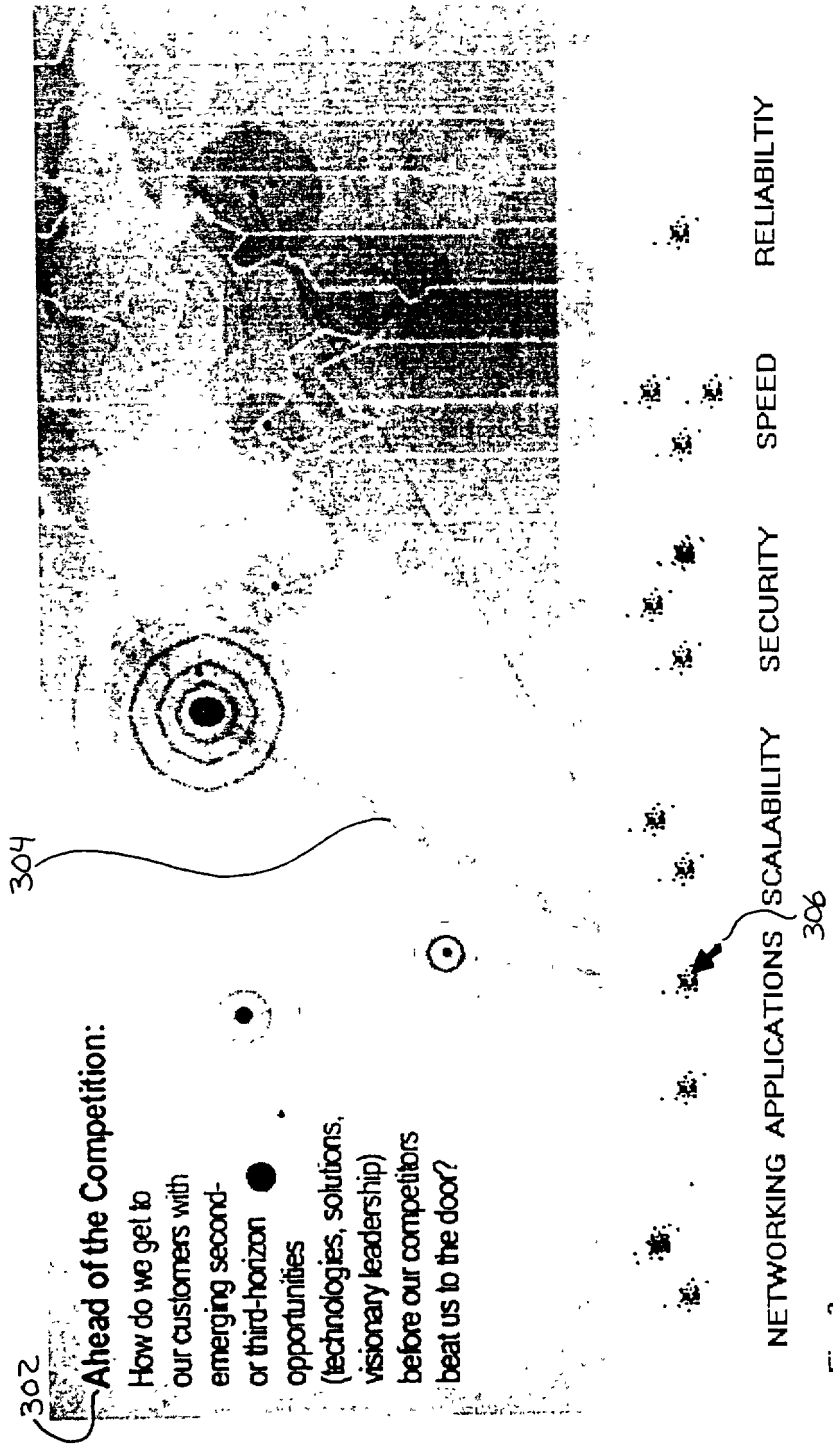 302
Ahead of the Competition:
How do we get to
our customers with
emerging second-
or third-horizon
opportunities
(technologies, solutions,
visionary leadership)
before our competitors
beat us to the door?
304
NETWORKING APPLICATIONS SCALABILITY SECURITY SPEED RELIABILTIY
306